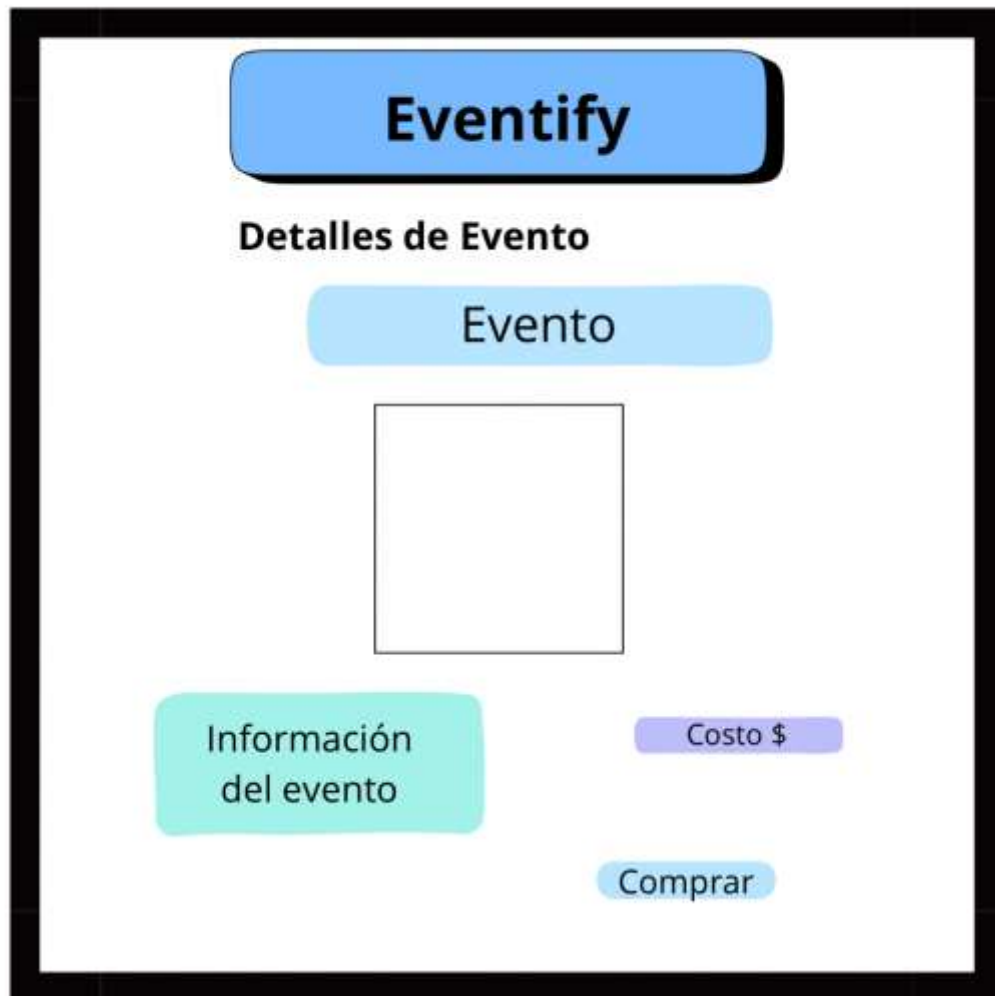 Eventify
Detalles de Evento
Evento
Información
del evento
Costo $
Comprar